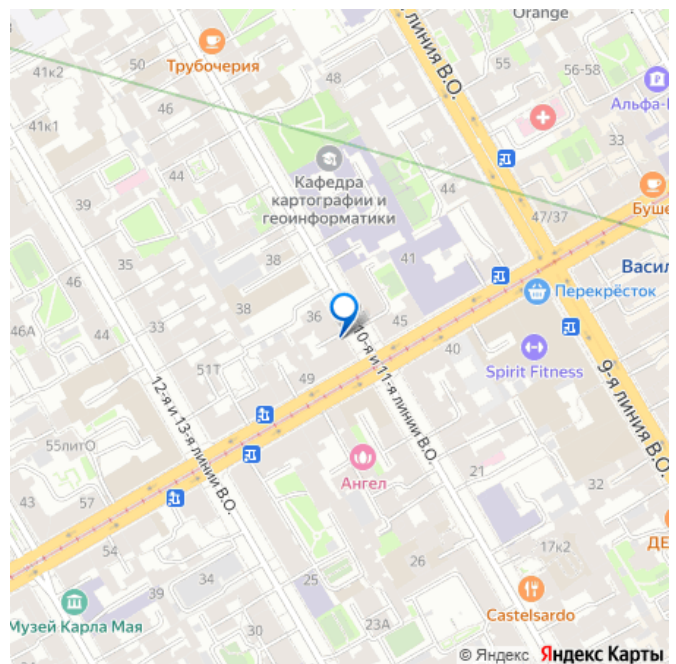 Orange
линия В.О.
41к2
50
Трубочерия
48
55
56-58
Альфа-
46
41к1
33
44
Кафедра
картографии и
геоинформатики
44
39
Буше
47/37
35
38
41
46
Васил
Перекрёсток
38
36
45
33
46А
10-я и 11-я линии В.О.
40
51Т
49
Spirit Fitness
9-я линия В.О.
12-я и 13-я линии В.О.
55литО
Ангел
21
43
57
32
54
17к2
ДЕ
26
34
25
39
Castelsardo
Музей Карла Мая
23А
30
© Яндекс Яндекс Карты